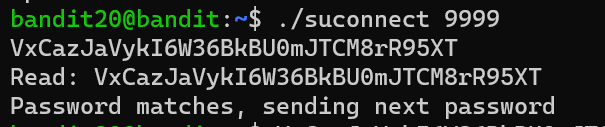 bandit20@bandit:~$ ./suconnect 9999
VxCazJaVykI6W36BkBU0mJTCM8rR95XT
Read: VxCazJaVykI6W36BkBU0mJTCM8rR95XT
Password matches, sending next password